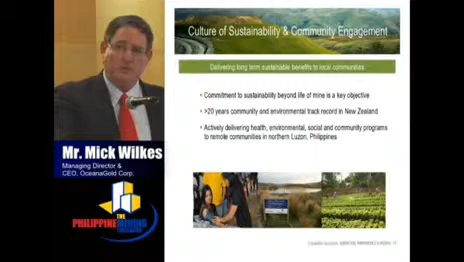 Culture of Sustainability & Community Engagement
Delivering long term sustainable benefits to local communities
• Commitment to sustainability beyond life of mine is a key objective
• >20 years community and environmental track record in New Zealand
• Actively delivering health, environmental, social and community programs
to remote communities in northern Luzon, Philippines
Mr. Mick Wilkes
Managing Director &
CEO, OceanaGold Corp.
THE
PHILIPPINE MINING